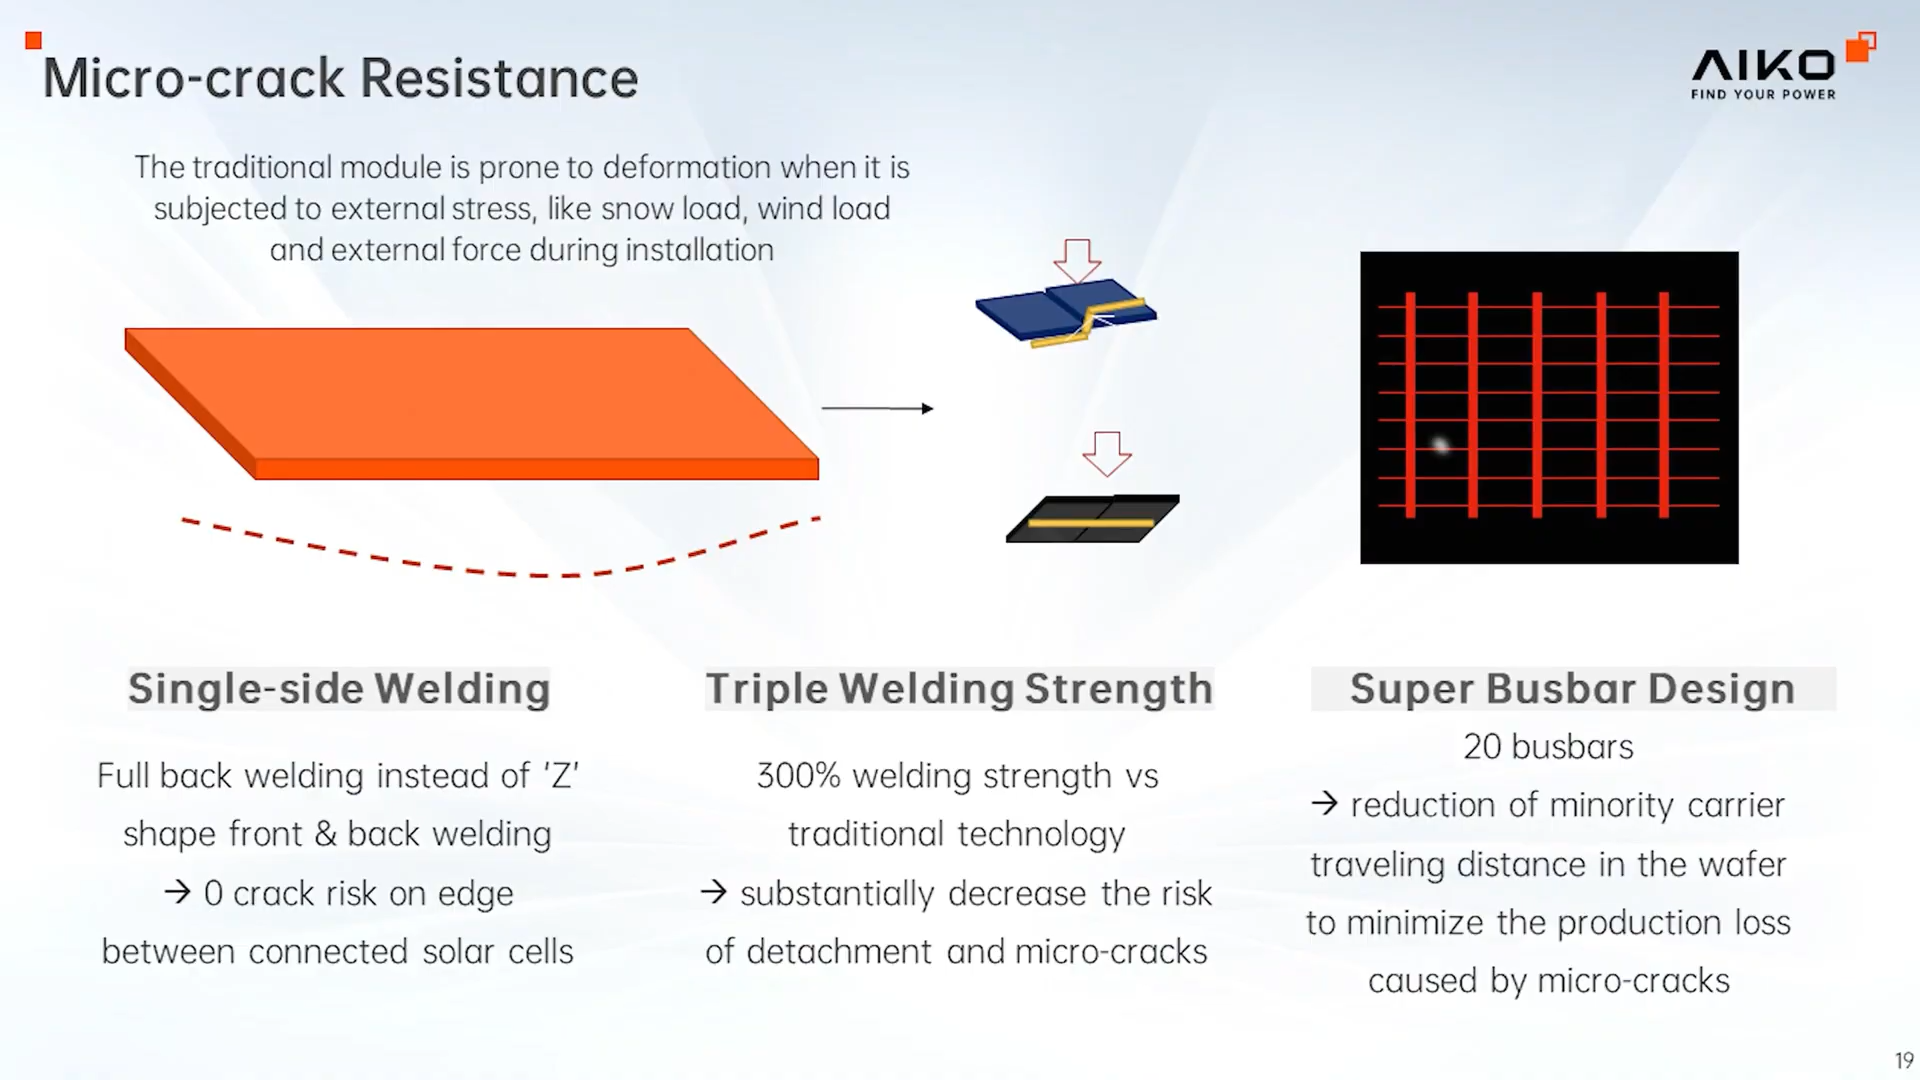 Micro-crack Resistance
AIKO
FIND YOUR POWER
The traditional module is prone to deformation when it is
subjected to external stress, like snow load, wind load
and external force during installation
Single-side Welding
Full back welding instead of 'Z'
shape front & back welding
→ 0 crack risk on edge
between connected solar cells
Triple Welding Strength
300% welding strength vs
traditional technology
→ substantially decrease the risk
of detachment and micro-cracks
Super Busbar Design
20 busbars
→ reduction of minority carrier
traveling distance in the wafer
to minimize the production loss
caused by micro-cracks
19